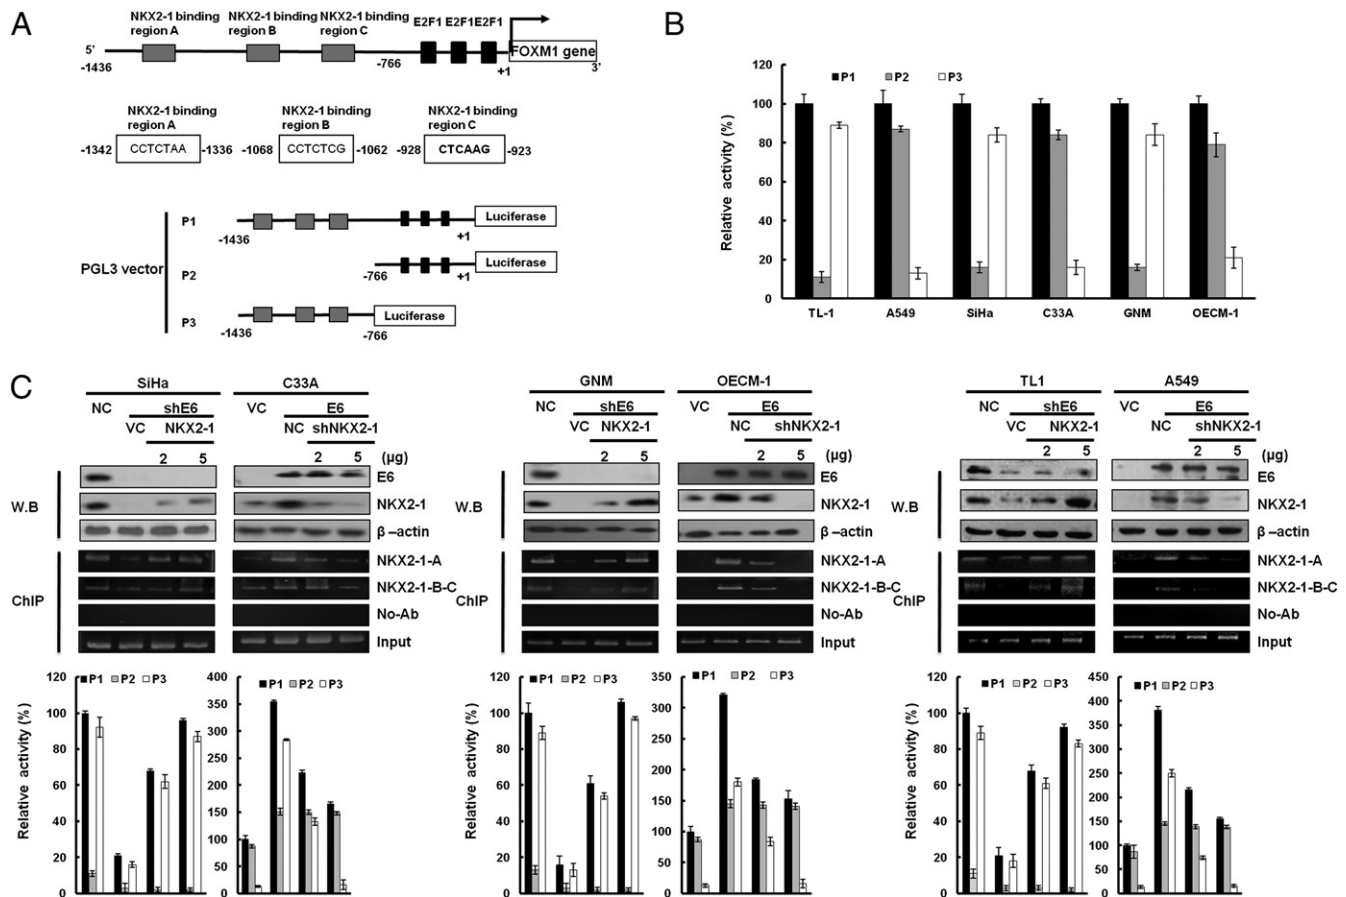 A
NKX2-1 binding region A
NKX2-1 binding region B
NKX2-1 binding region C
E2F1 E2F1 E2F1
5'
-1436
-766
+1
FOXM1 gene
3'
NKX2-1 binding region A
NKX2-1 binding region B
NKX2-1 binding region C
-1342 CCTCTAA -1336 -1068 CCTCTCG -1062 -928 CTCAAG -923
PGL3 vector
P1
-1436
+1
Luciferase
P2
-766
+1
Luciferase
P3
-1436
-766
Luciferase
B
Relative activity (%)
120
100
80
60
40
20
0
P1 P2 P3
TL-1 A549 SiHa C33A GNM OECM-1
C
SiHa C33A
NC shE6 VC E6
VC NKX2-1 NC shNKX2-1
2 5 2 5 (μg)
W.B
E6
NKX2-1
β –actin
ChIP
NKX2-1-A
NKX2-1-B-C
No-Ab
Input
GNM OECM-1
NC shE6 VC E6
VC NKX2-1 NC shNKX2-1
2 5 2 5 (μg)
W.B
E6
NKX2-1
β –actin
ChIP
NKX2-1-A
NKX2-1-B-C
No-Ab
Input
TL1 A549
NC shE6 VC E6
VC NKX2-1 NC shNKX2-1
2 5 2 5 (μg)
W.B
E6
NKX2-1
β –actin
ChIP
NKX2-1-A
NKX2-1-B-C
No-Ab
Input
Relative activity (%)
120
100
80
60
40
20
0
P1 P2 P3
400
350
300
250
200
150
100
50
0
P1 P2 P3
Relative activity (%)
120
100
80
60
40
20
0
P1 P2 P3
350
300
250
200
150
100
50
0
P1 P2 P3
Relative activity (%)
120
100
80
60
40
20
0
P1 P2 P3
450
400
350
300
250
200
150
100
50
0
P1 P2 P3